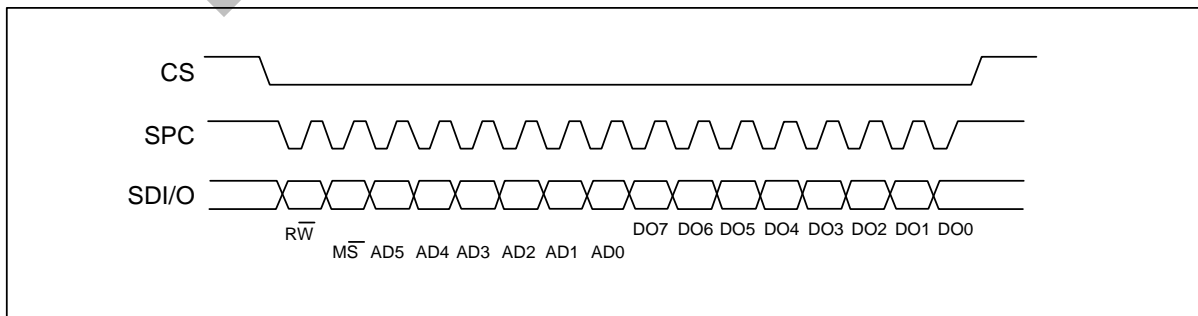 CS
SPC
SDI/O
RW̅ DO7 DO6 DO5 DO4 DO3 DO2 DO1 DO0
MS̅ AD5 AD4 AD3 AD2 AD1 AD0